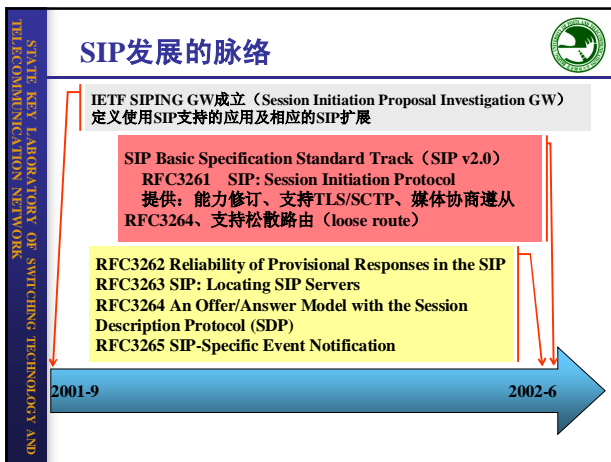 STATE KEY LABORATORY OF SWITCHING TECHNOLOGY AND
TELECOMMUNICATION NETWORK
SIP发展的脉络
IETF SIPING GW成立（Session Initiation Proposal Investigation GW）
定义使用SIP支持的应用及相应的SIP扩展
SIP Basic Specification Standard Track（SIP v2.0）
RFC3261 SIP: Session Initiation Protocol
提供：能力修订、支持TLS/SCTP、媒体协商遵从
RFC3264、支持松散路由（loose route）
RFC3262 Reliability of Provisional Responses in the SIP
RFC3263 SIP: Locating SIP Servers
RFC3264 An Offer/Answer Model with the Session
Description Protocol (SDP)
RFC3265 SIP-Specific Event Notification
2001-9
2002-6